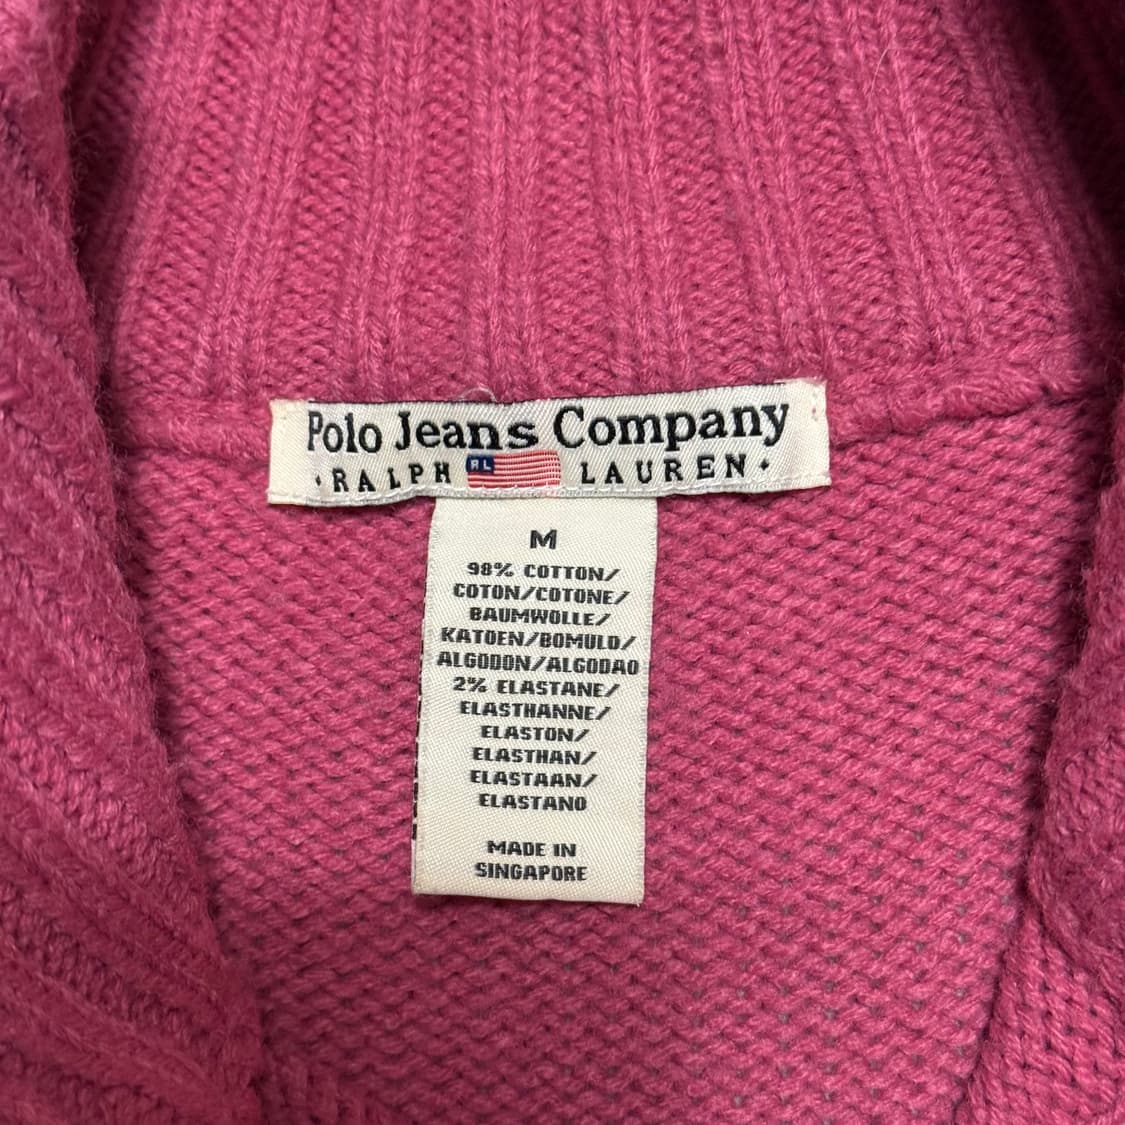 Polo Jeans Company
·RALPH RL LAUREN·
M
98% COTTON/
COTON/COTONE/
BAUMWOLLE/
KATOEN/BOMULD/
ALGODON/ALGODAO
2% ELASTANE/
ELASTHANNE/
ELASTON/
ELASTHAN/
ELASTAAN/
ELASTANO
MADE IN
SINGAPORE